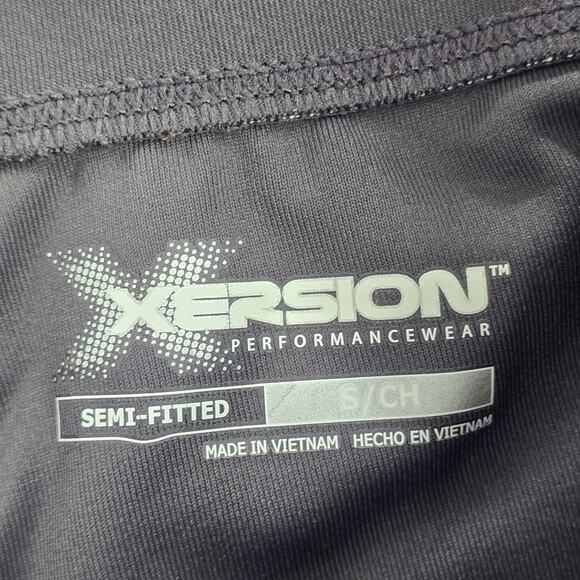 XERSION™
PERFORMANCEWEAR
SEMI-FITTED S/CH
MADE IN VIETNAM HECHO EN VIETNAM